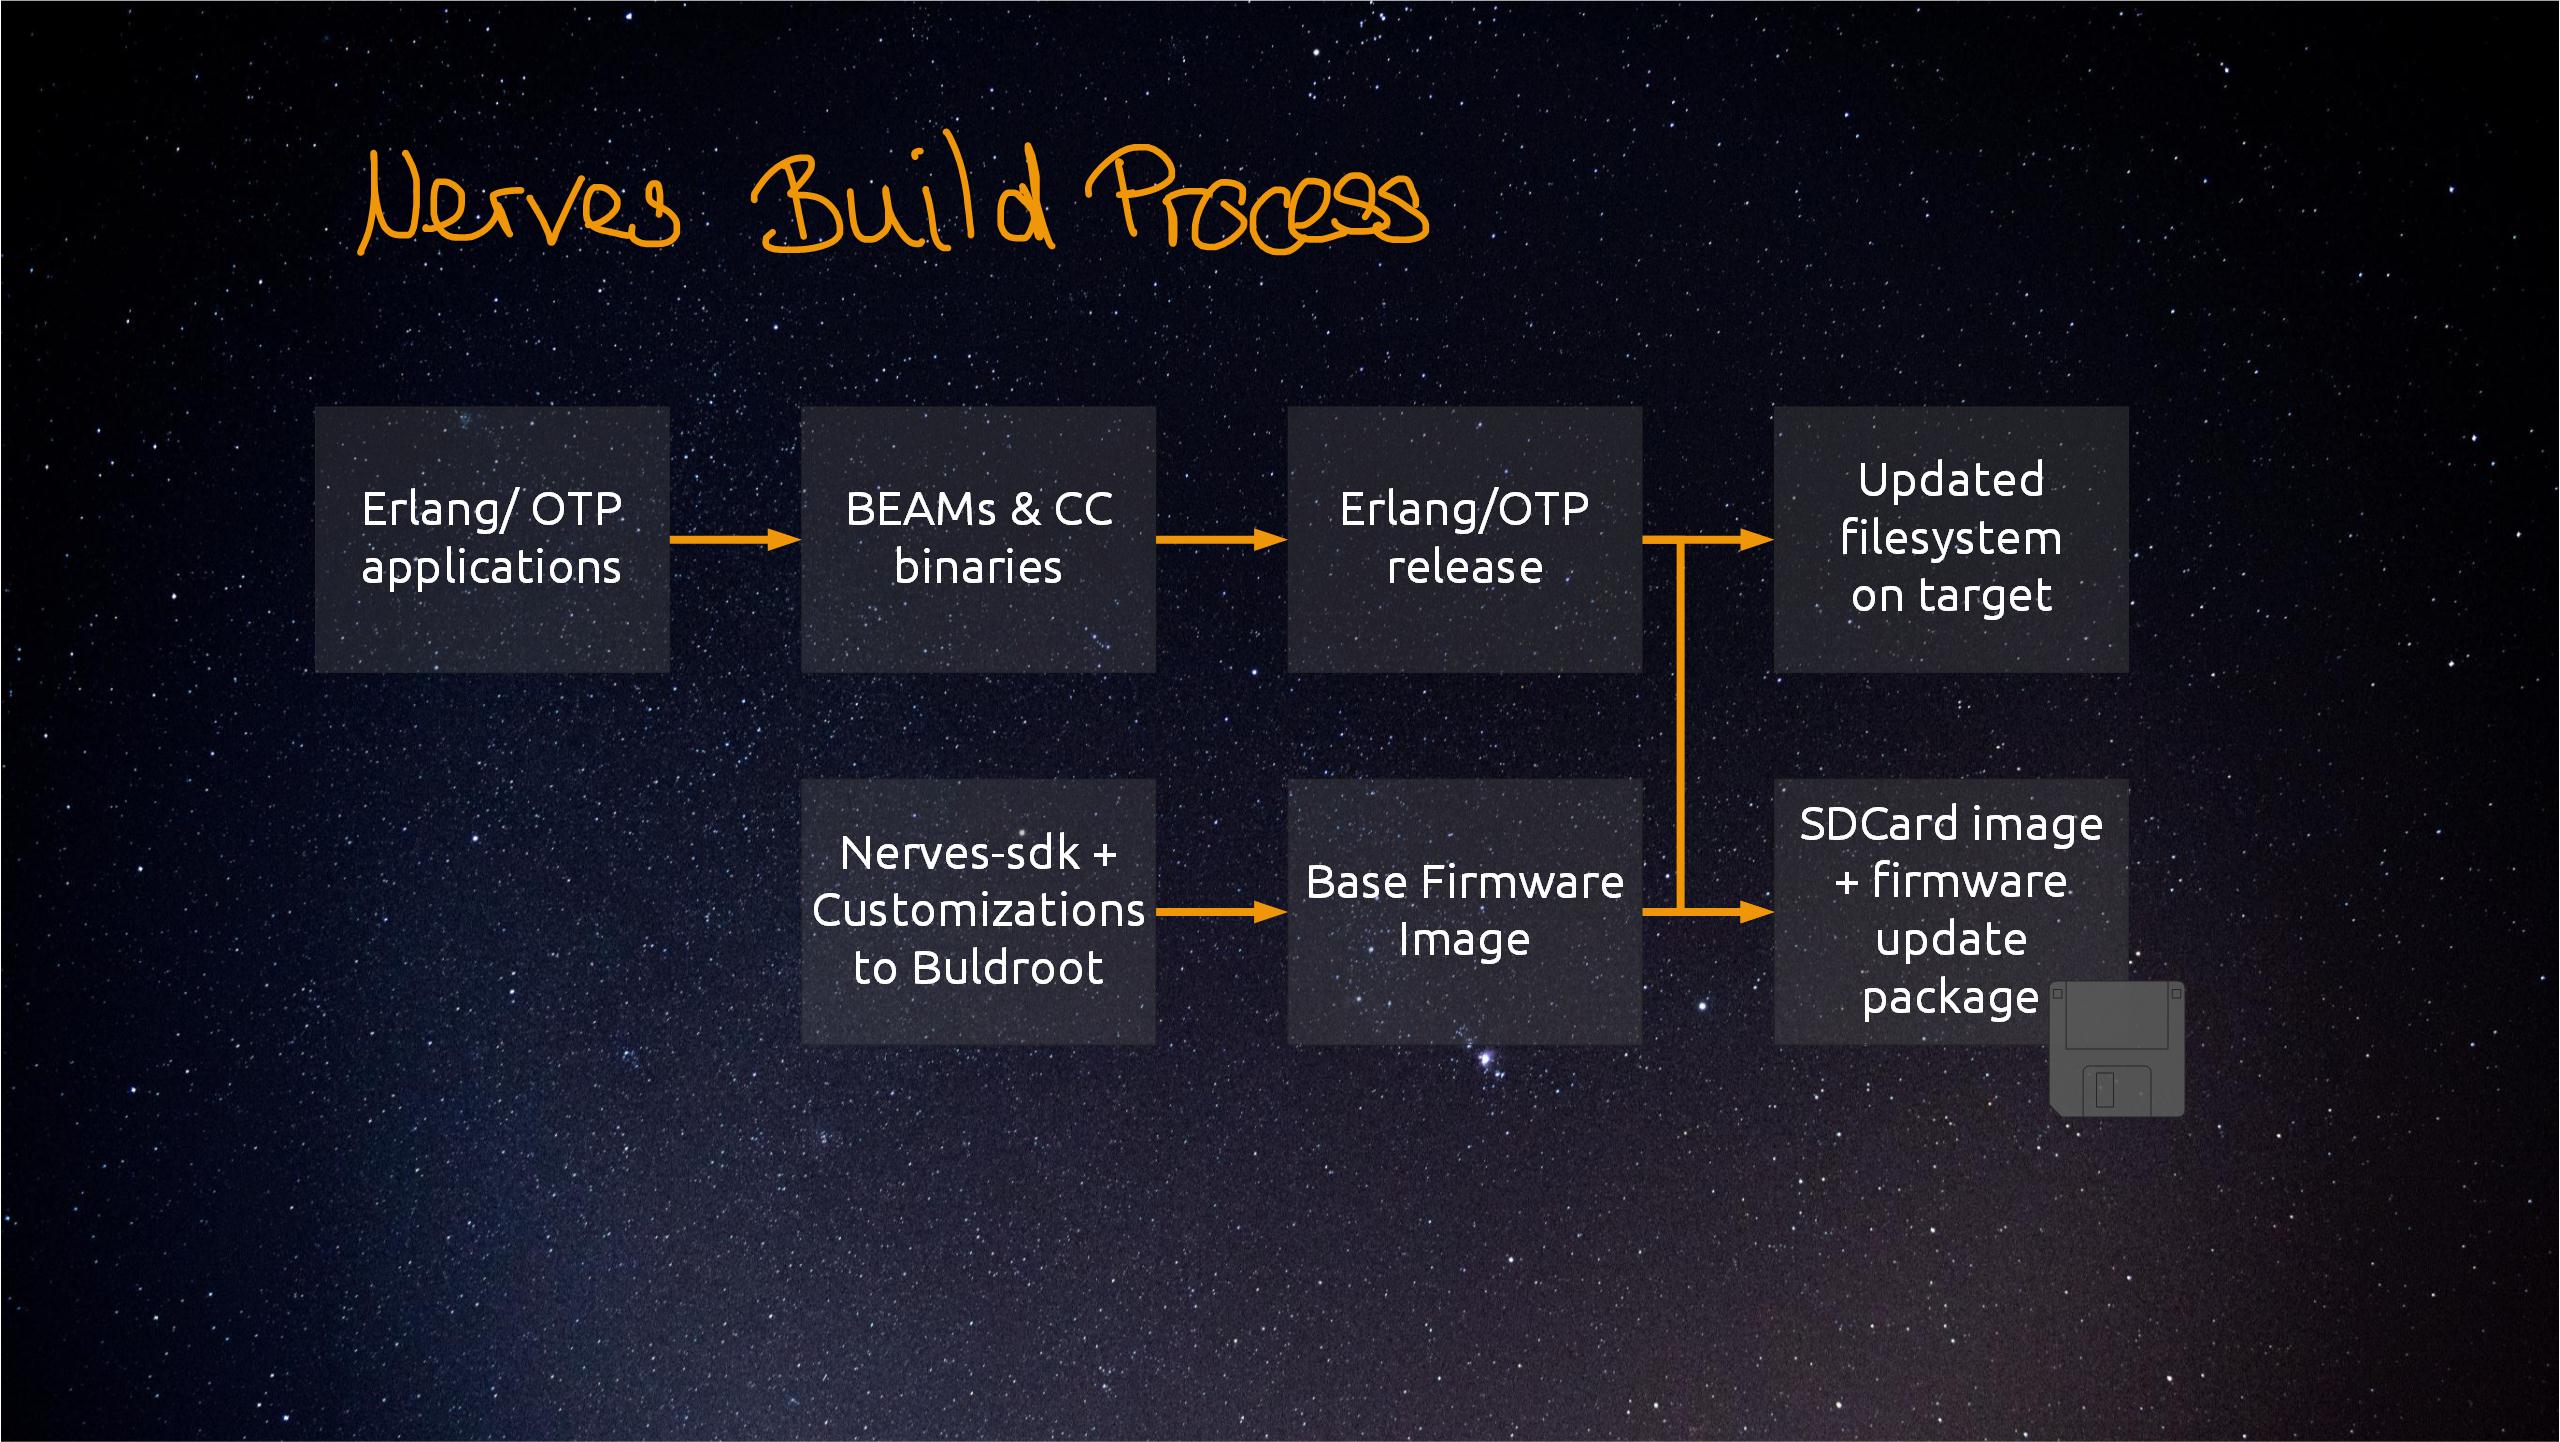 Nerves Build Process
Erlang/ OTP
applications
BEAMs & CC
binaries
Erlang/OTP
release
Updated
filesystem
on target
Nerves-sdk +
Customizations
to Buldroot
Base Firmware
Image
SDCard image
+ firmware
update
package